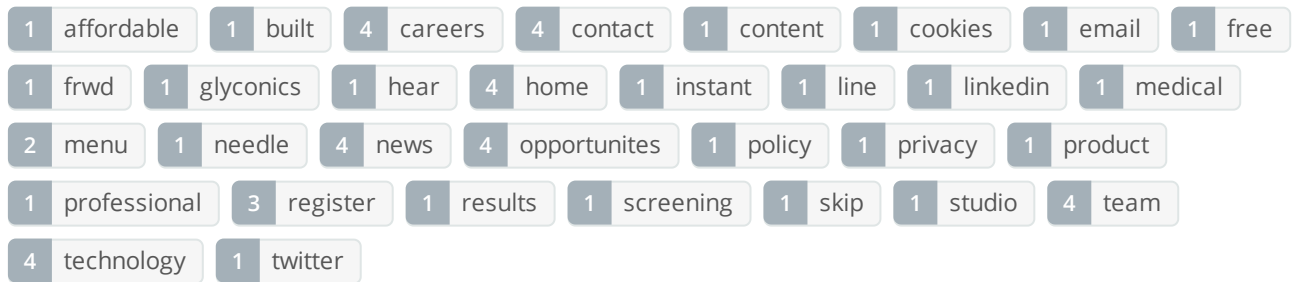 1 affordable 1 built 4 careers 4 contact 1 content 1 cookies 1 email 1 free
1 frwd 1 glyconics 1 hear 4 home 1 instant 1 line 1 linkedin 1 medical
2 menu 1 needle 4 news 4 opportunites 1 policy 1 privacy 1 product
1 professional 3 register 1 results 1 screening 1 skip 1 studio 4 team
4 technology 1 twitter